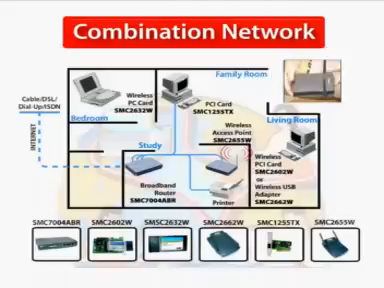 Combination Network
Family Room
Wireless
PC Card
SMC2632W
PCI Card
SMC1255TX
Cable/DSL/
Dial-Up/ISDN
INTERNET
Bedroom
Wireless
Access Point
SMC2655W
Living Room
Study
Wireless
PCI Card
SMC2602W
or
Wireless USB
Adapter
SMC2662W
Broadband
Router
SMC7004ABR
Printer
SMC7004ABR
SMC2602W
SMSC2632W
SMC2662W
SMC1255TX
SMC2655W